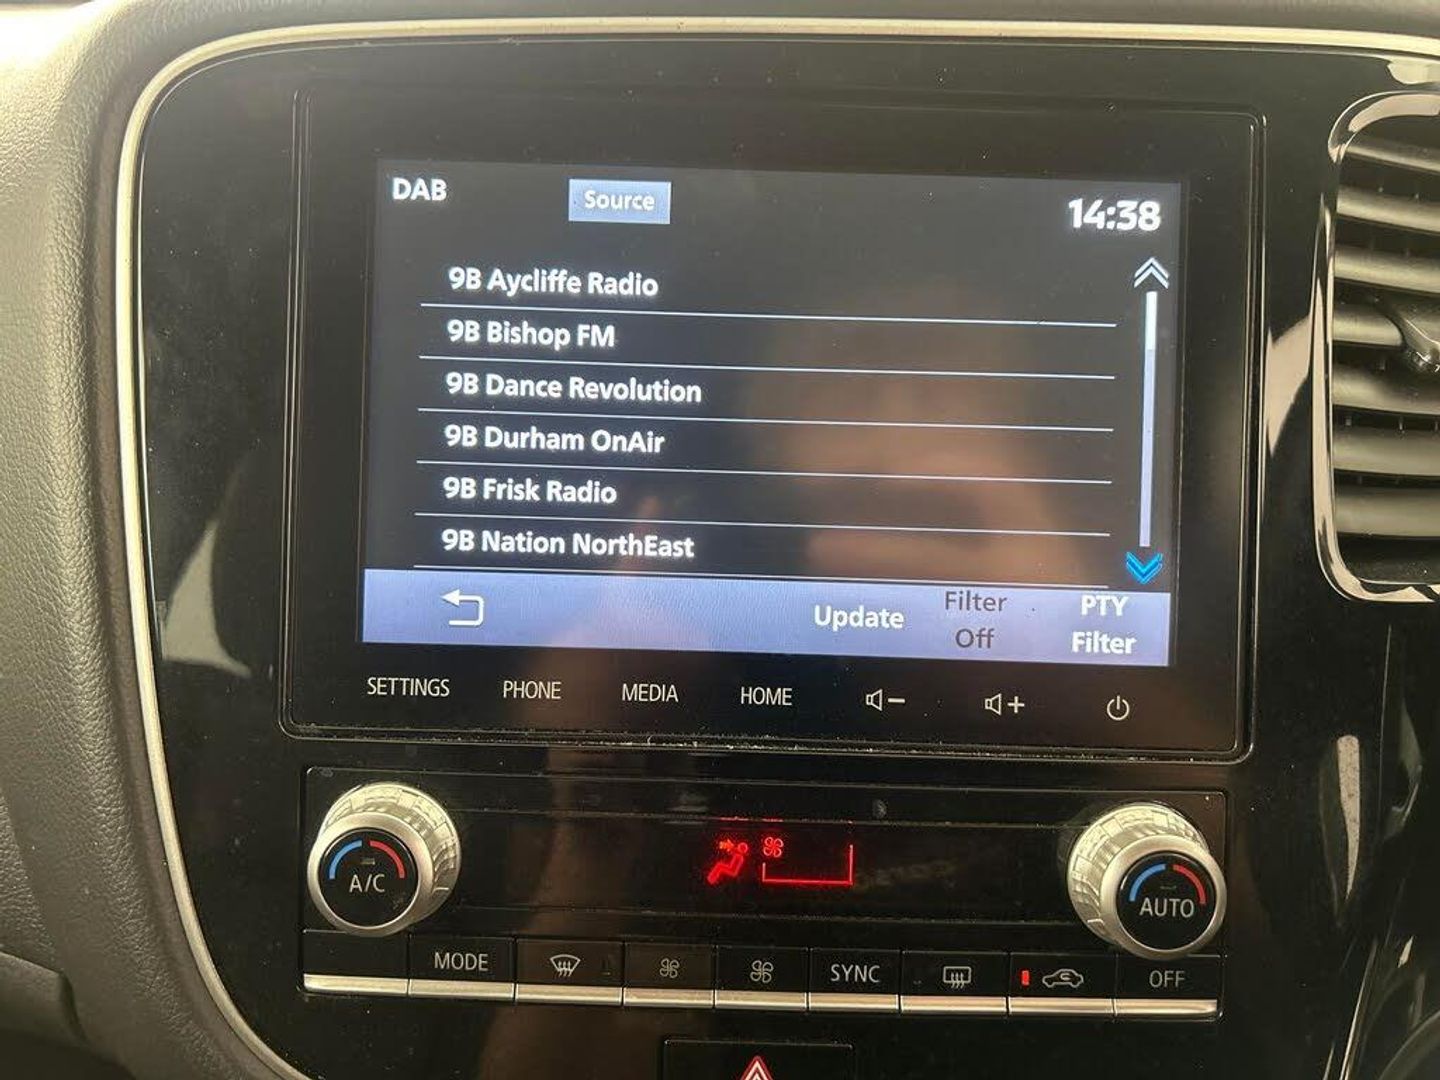 DAB
Source
14:38
9B Aycliffe Radio
9B Bishop FM
9B Dance Revolution
9B Durham OnAir
9B Frisk Radio
9B Nation NorthEast
Update
Filter Off
PTY Filter
SETTINGS PHONE MEDIA HOME
A/C
AUTO
MODE
SYNC
OFF